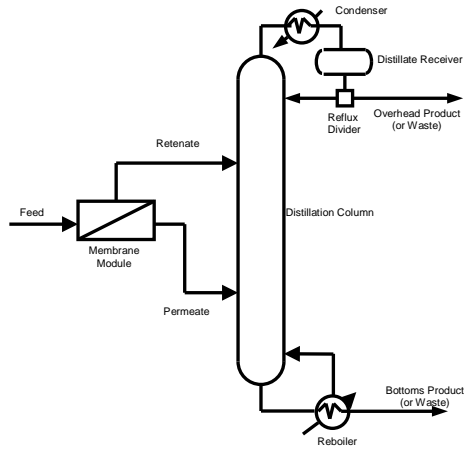 Condenser
Distillate Receiver
Overhead Product
(or Waste)
Reflux
Divider
Retenate
Feed
Distillation Column
Membrane
Module
Permeate
Bottoms Product
(or Waste)
Reboiler